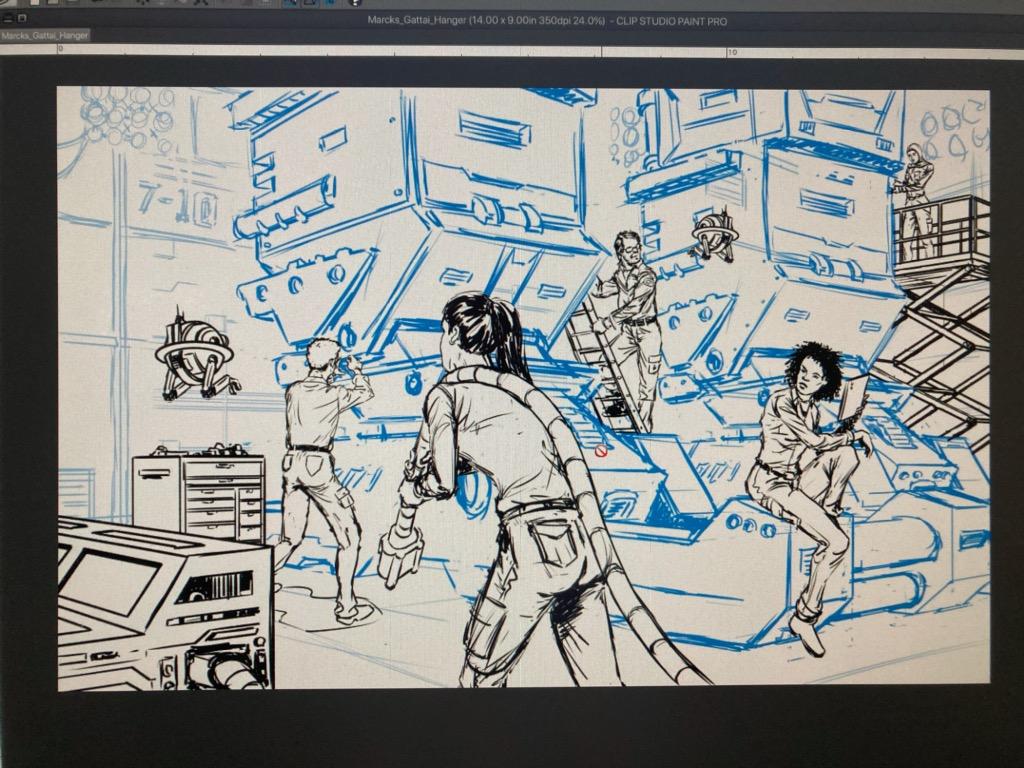 Marcks_Gattai_Hanger (14.00 x 9.00in 350dpi 24.0%) - CLIP STUDIO PAINT PRO
Marcks_Gattai_Hanger
0
10
7-10